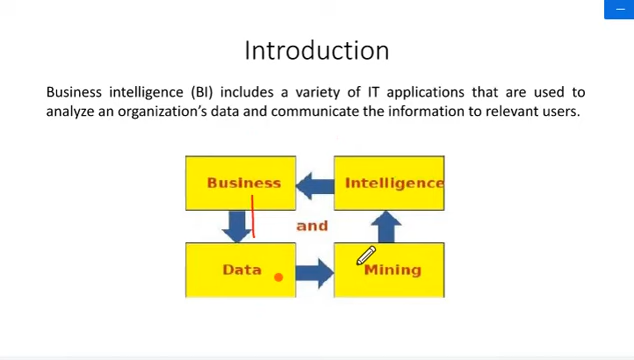 Introduction
Business intelligence (BI) includes a variety of IT applications that are used to
analyze an organization's data and communicate the information to relevant users.
Business
Intelligence
and
Data
Mining